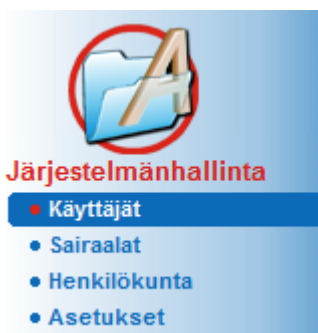 Järjestelmänhallinta
Käyttäjät
Sairaalat
Henkilökunta
Asetukset